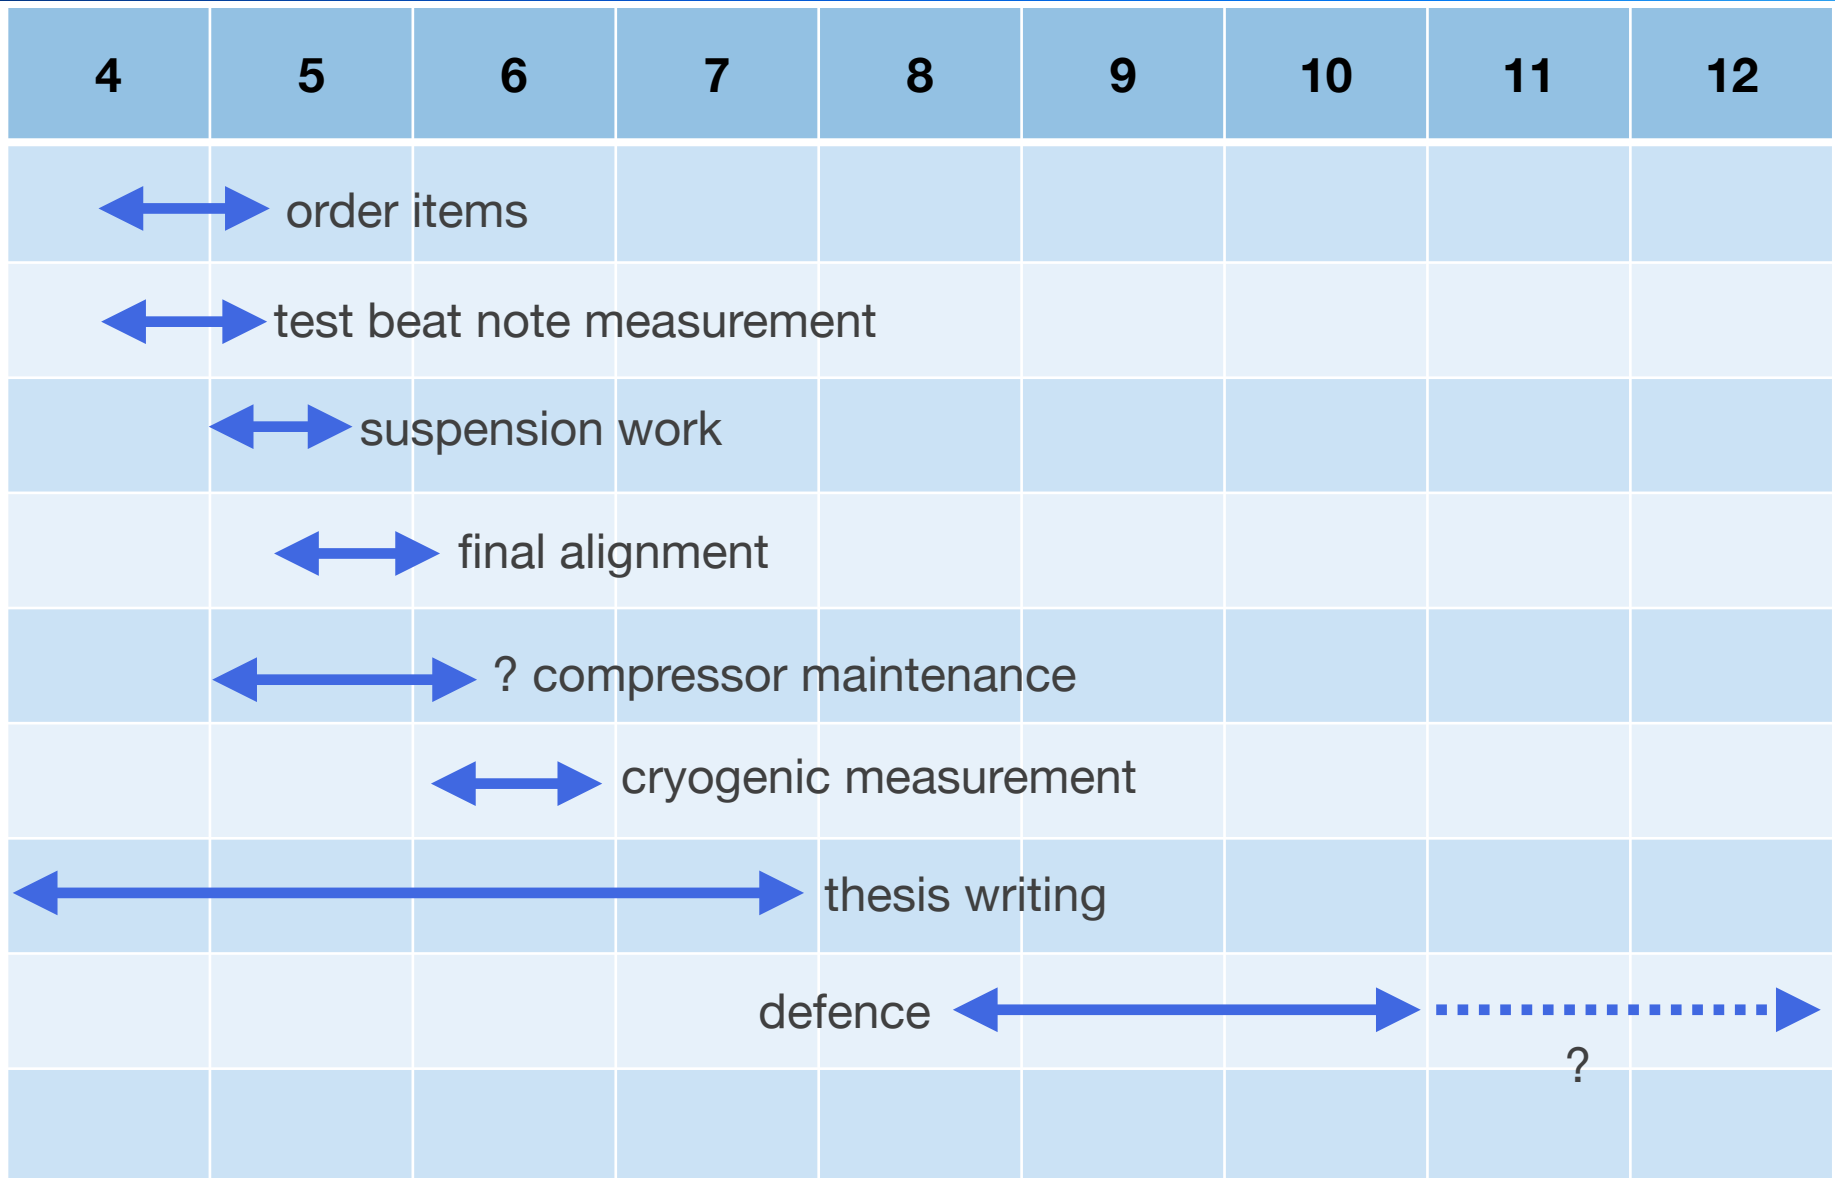 4 5 6 7 8 9 10 11 12
order items
test beat note measurement
suspension work
final alignment
? compressor maintenance
cryogenic measurement
thesis writing
defence
?